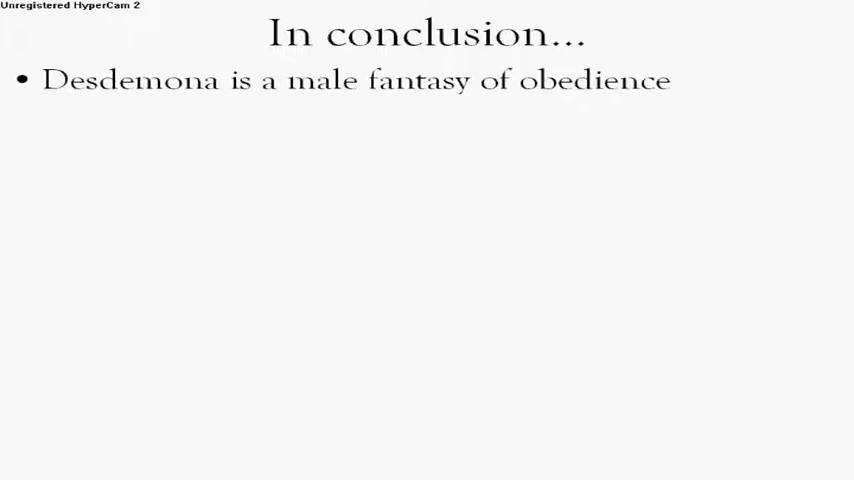 Unregistered HyperCam 2
In conclusion...
• Desdemona is a male fantasy of obedience